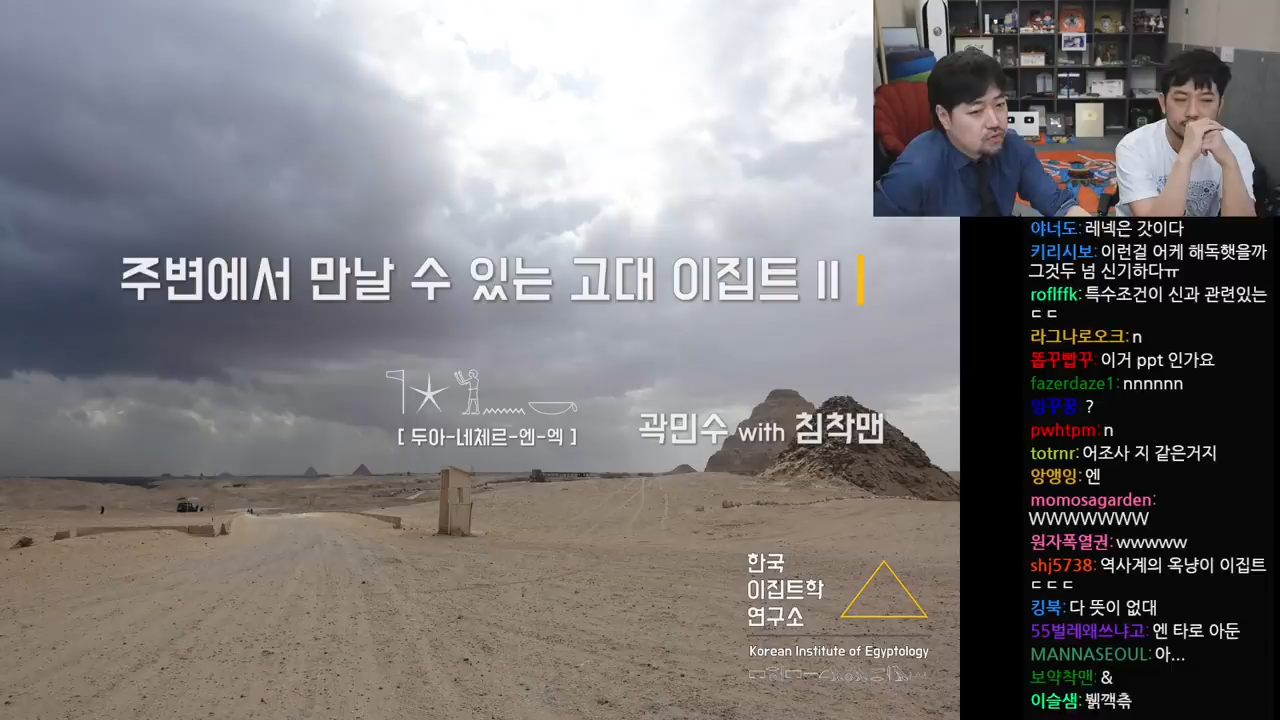 주변에서 만날 수 있는 고대 이집트 II
[ 두아-네체르-엔-엑 ]
곽민수 with 침착맨
한국
이집트학
연구소
Korean Institute of Egyptology
야너도: 레넥은 갓이다
키리시보: 이런걸 어케 해독햇을까
그것두 넘 신기하다ㅠ
roflffk: 특수조건이 신과 관련있는
ㄷㄷ
라그나로오크: n
뚭꾸빱꾸: 이거 ppt 인가요
fazerdaze1: nnnnnn
앙꾸꿍: ?
pwhtpm: n
totrnr: 어조사 지 같은거지
앙앵잉: 엔
momosagarden:
WWWWWWW
원자폭열권: wwwww
shj5738: 역사계의 옥냥이 이집트
ㄷㄷㄷ
킹북: 다 뜻이 없대
55벌레왜쓰냐고: 엔 타로 아둔
MANNASEOUL: 아...
보약착맨: &
이슬샘: 뷁깩츢